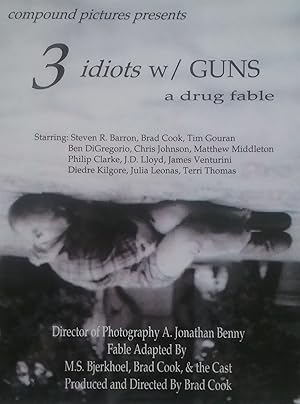 compound pictures presents
3 idiots w/ GUNS
a drug fable
Starring: Steven R. Barron, Brad Cook, Tim Gouran
Ben DiGregorio, Chris Johnson, Matthew Middleton
Philip Clarke, J.D. Lloyd, James Venturini
Diedre Kilgore, Julia Leonas, Terri Thomas
Director of Photography A. Jonathan Benny
Fable Adapted By
M.S. Bjerkhoel, Brad Cook, & the Cast
Produced and Directed By Brad Cook